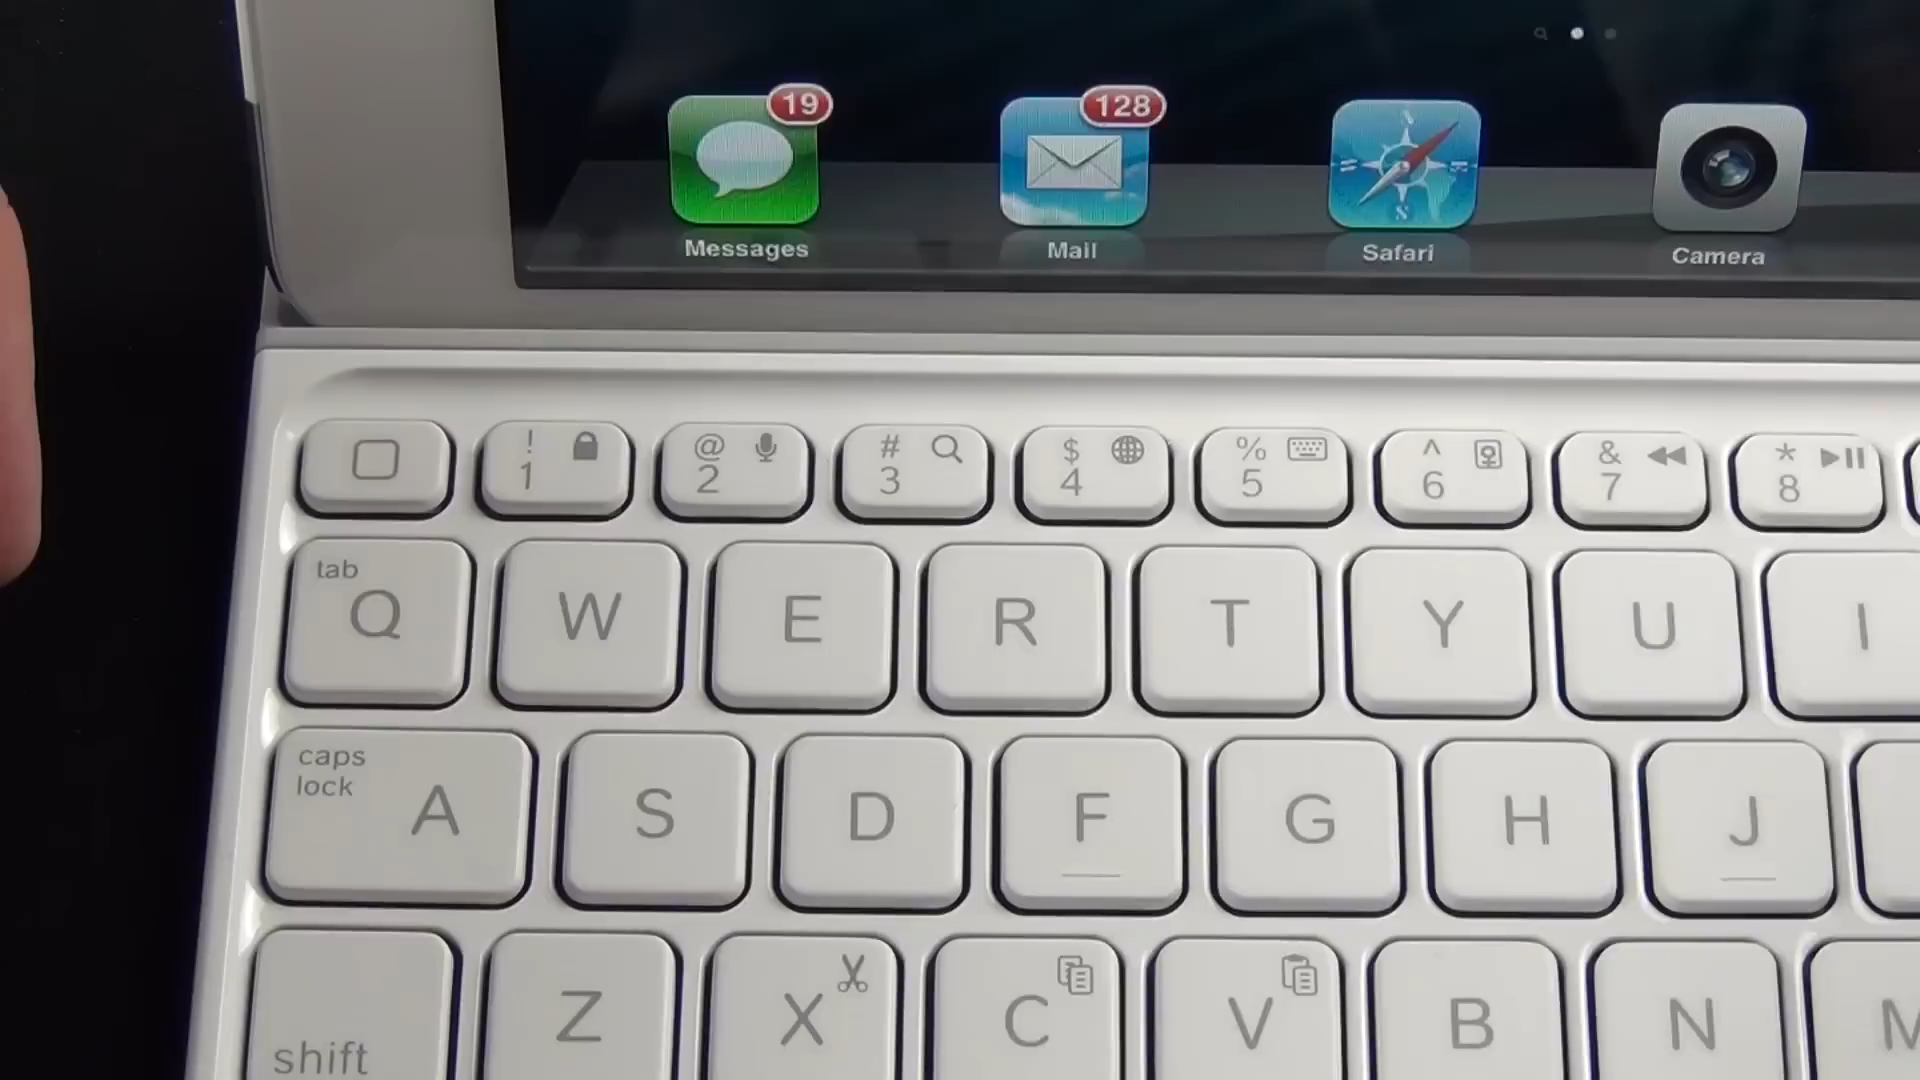 19
128
Messages Mail Safari Camera
! @ # $ % ^ & *
1 2 3 4 5 6 7 8
tab
Q W E R T Y U I
caps
lock
A S D F G H J
Z X C V B N M
shift